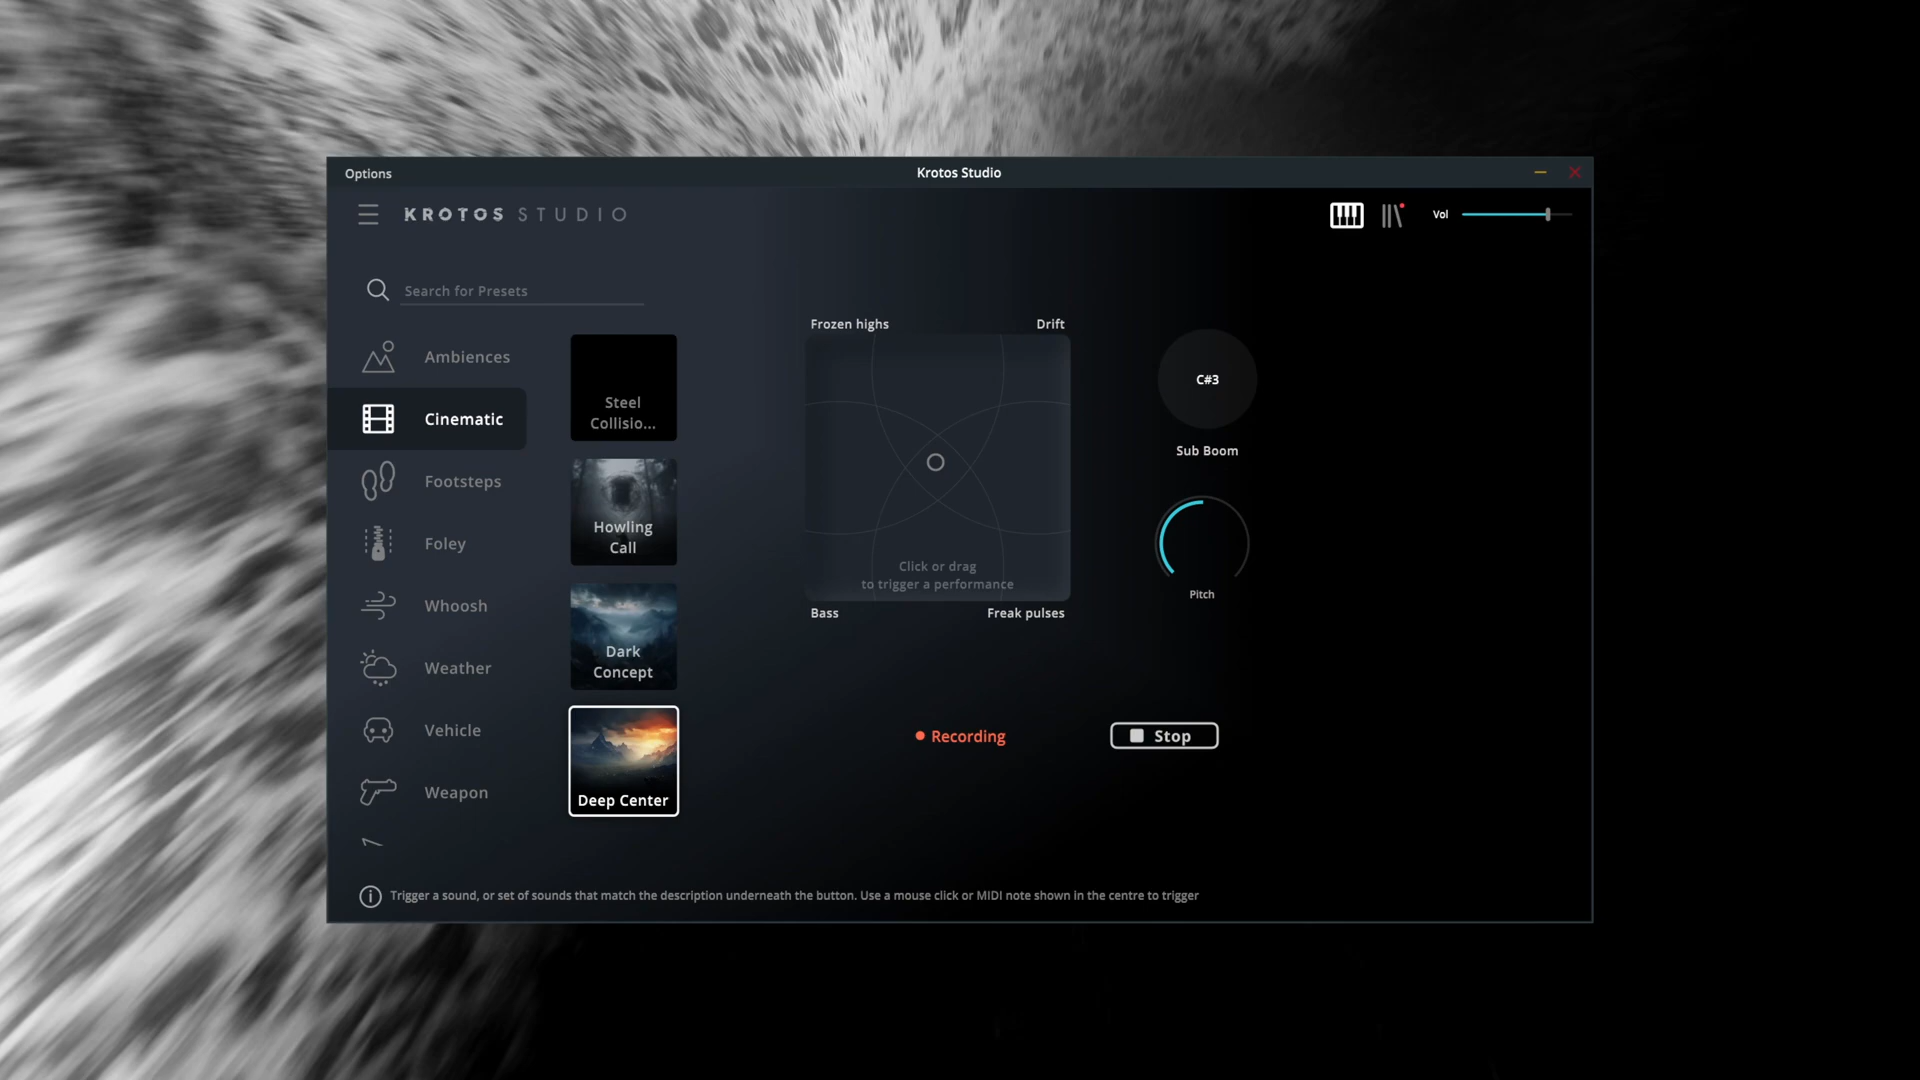 Options
Krotos Studio
KROTOS STUDIO
Vol
Search for Presets
Ambiences
Cinematic
Footsteps
Foley
Whoosh
Weather
Vehicle
Weapon
Steel
Collisio...
Howling
Call
Dark
Concept
Deep Center
Frozen highs
Drift
Click or drag
to trigger a performance
Bass
Freak pulses
C#3
Sub Boom
Pitch
Recording
Stop
Trigger a sound, or set of sounds that match the description underneath the button. Use a mouse click or MIDI note shown in the centre to trigger